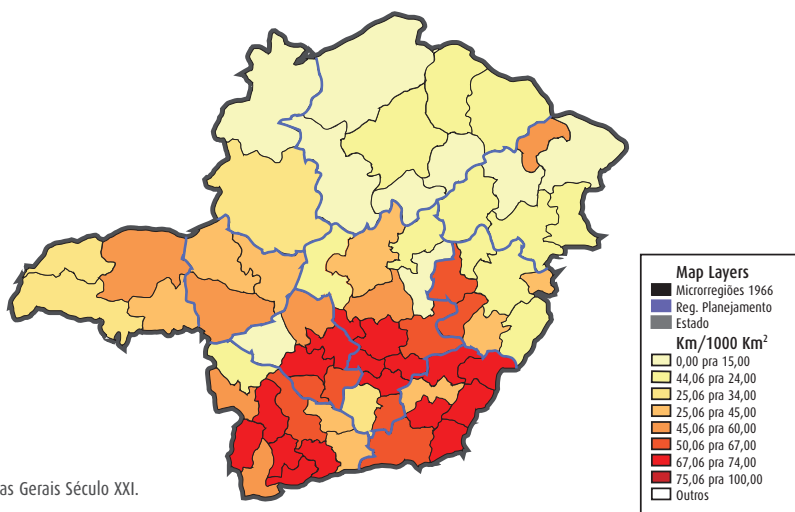 Map Layers
Microrregiões 1966
Reg. Planejamento
Estado
Km/1000 Km²
0,00 pra 15,00
44,06 pra 24,00
25,06 pra 34,00
25,06 pra 45,00
45,06 pra 60,00
50,06 pra 67,00
67,06 pra 74,00
75,06 pra 100,00
Outros
as Gerais Século XXI.